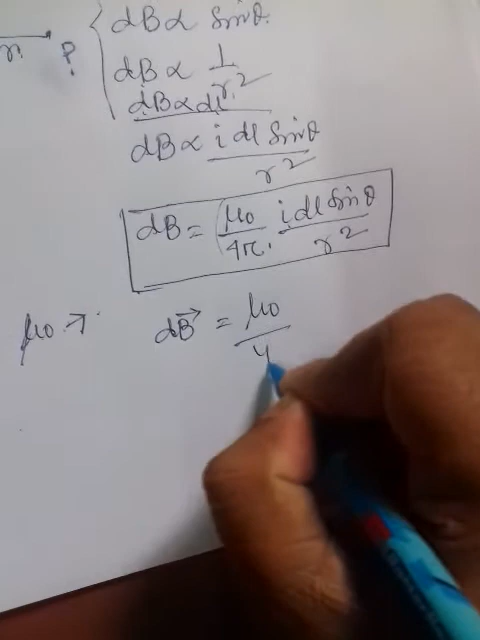 dB ∝ sinθ.
r. P? dB ∝ 1/r²
dB ∝ dl
dB ∝ i dl sinθ / r²
dB = (μ₀/4π. i dl sinθ / r²
μ₀ → dB⃗ = μ₀/4